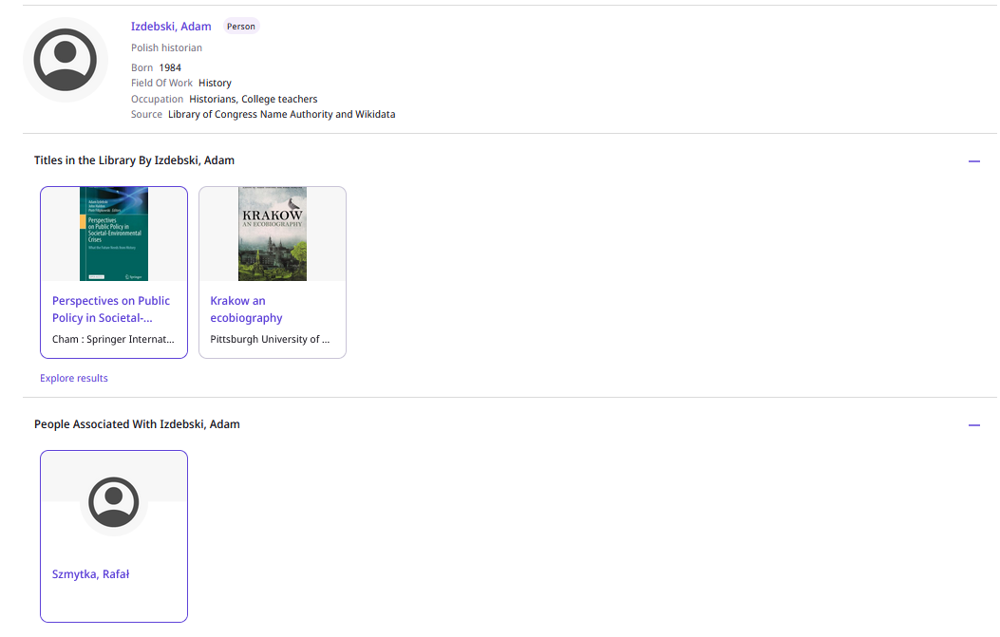 Izdebski, Adam Person
Polish historian
Born 1984
Field Of Work History
Occupation Historians, College teachers
Source Library of Congress Name Authority and Wikidata
Titles in the Library By Izdebski, Adam
Perspectives
on Public Policy in
Societal-Environmental
Crises
What the Future Needs from History
Springer
KRAKOW
AN ECOBIOGRAPHY
Perspectives on Public
Policy in Societal-...
Cham : Springer Internat...
Krakow an
ecobiography
Pittsburgh University of ...
Explore results
People Associated With Izdebski, Adam
Szmytka, Rafał